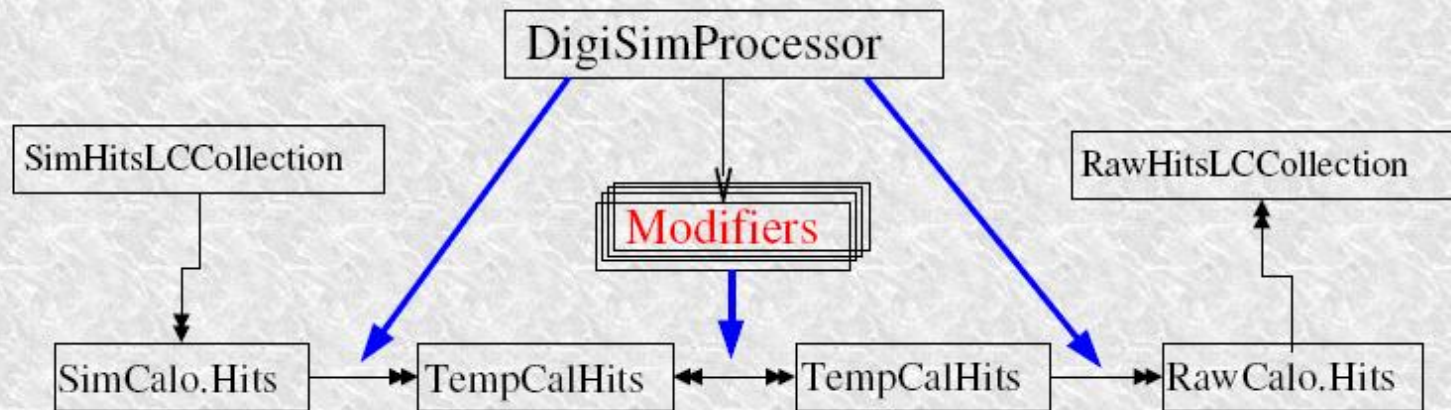 DigiSimProcessor
SimHitsLCCollection
RawHitsLCCollection
Modifiers
SimCalo.Hits
TempCalHits
TempCalHits
RawCalo.Hits